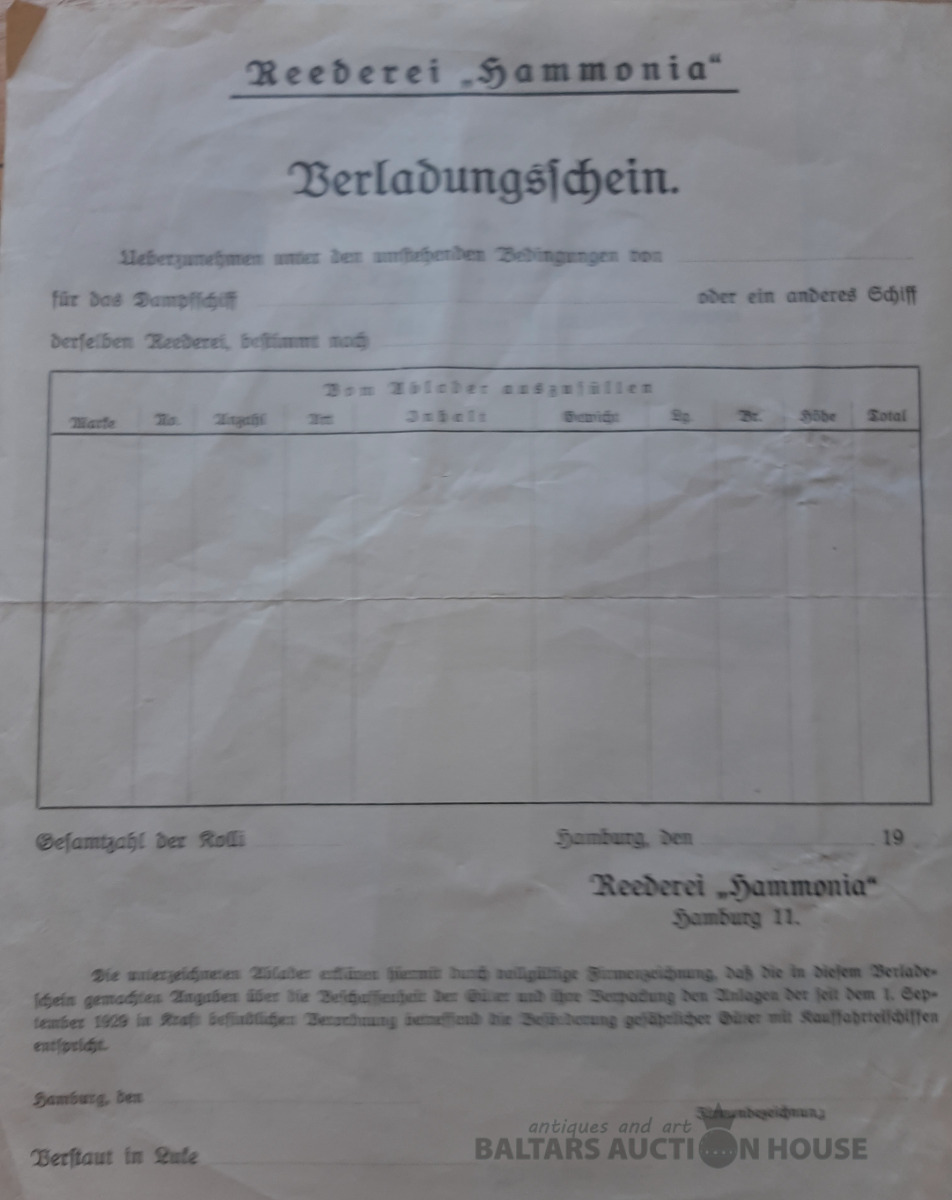 Reederei „Hammonia“
Verladungsschein.
Ueberzunehmen unter den umstehenden Bedingungen von
für das Dampfschiff oder ein anderes Schiff
derselben Reederei, bestimmt nach
Vom Ablader auszufüllen
Marke No. Anzahl Art Inhalt Gewicht Lg. Br. Höhe Total
Gesamtzahl der Kolli Hamburg, den 19
Reederei „Hammonia“
Hamburg 11.
Die unterzeichneten Ablader erklären hiermit durch vollgültige Firmenzeichnung, daß die in diesem Verlade-
schein gemachten Angaben über die Beschaffenheit der Güter und ihre Verpackung den Anlagen der seit dem 1. Sep-
tember 1929 in Kraft befindlichen Verordnung betreffend die Beförderung gefährlicher Güter mit Kauffahrteischiffen
entspricht.
Hamburg, den
Firmenbezeichnung
Verstaut in Luke
antiques and art
BALTARS AUCTION HOUSE